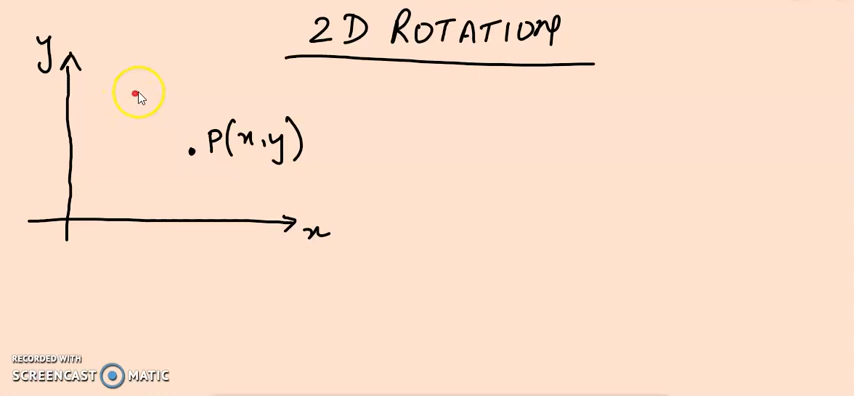 2D ROTATION
y
.P(x,y)
x
RECORDED WITH
SCREENCAST MATIC